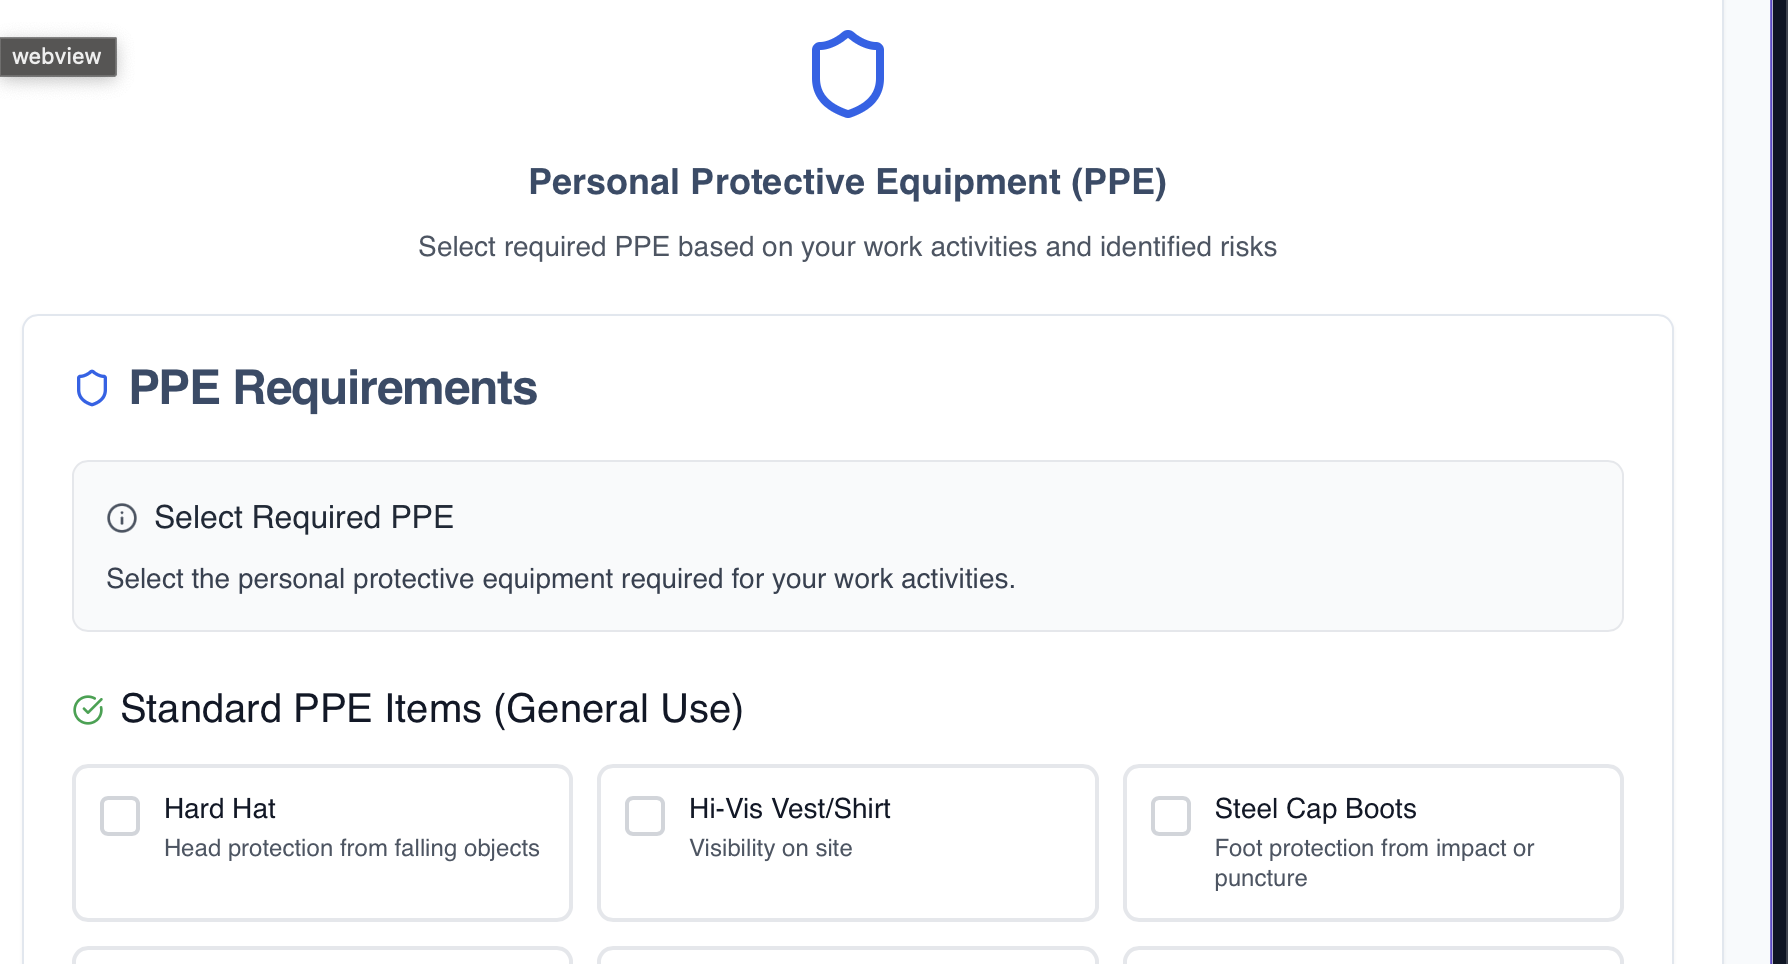 webview
Personal Protective Equipment (PPE)
Select required PPE based on your work activities and identified risks
PPE Requirements
Select Required PPE
Select the personal protective equipment required for your work activities.
Standard PPE Items (General Use)
Hard Hat
Head protection from falling objects
Hi-Vis Vest/Shirt
Visibility on site
Steel Cap Boots
Foot protection from impact or
puncture